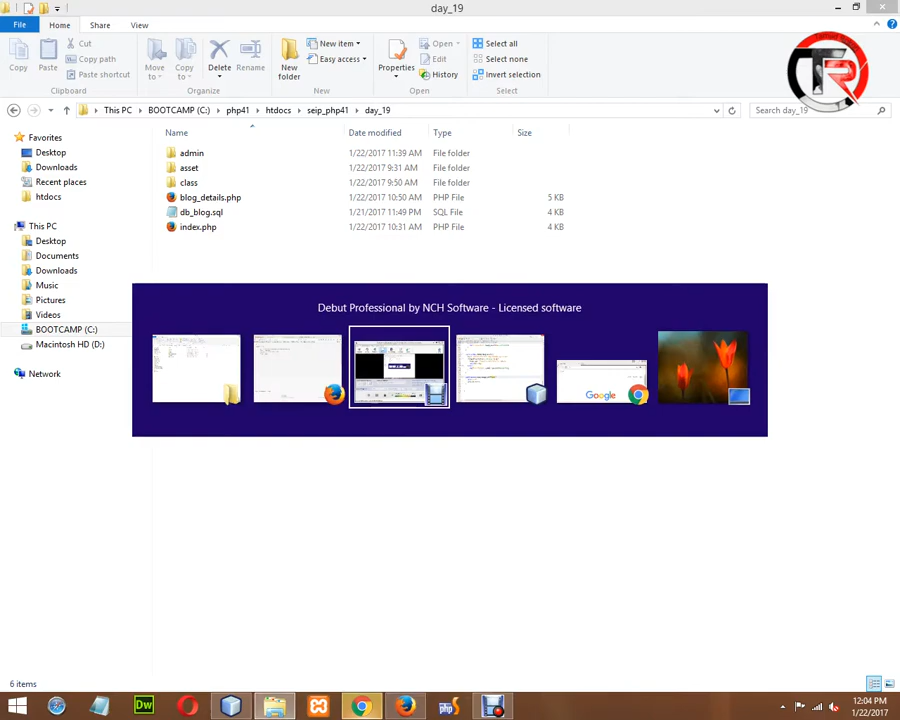 day_19
File
Home
Share
View
Copy
Paste
Cut
Copy path
Paste shortcut
Clipboard
Move to
Copy to
Delete
Rename
Organize
New folder
New item
Easy access
New
Properties
Open
Edit
History
Open
Select all
Select none
Invert selection
Select
TR
This PC
BOOTCAMP (C:)
php41
htdocs
seip_php41
day_19
Search day_19
Favorites
Desktop
Downloads
Recent places
htdocs
This PC
Desktop
Documents
Downloads
Music
Pictures
Videos
BOOTCAMP (C:)
Macintosh HD (D:)
Network
Name Date modified Type Size
admin 1/22/2017 11:39 AM File folder
asset 1/22/2017 9:31 AM File folder
class 1/22/2017 9:50 AM File folder
blog_details.php 1/22/2017 10:50 AM PHP File 5 KB
db_blog.sql 1/21/2017 11:49 PM SQL File 4 KB
index.php 1/22/2017 10:31 AM PHP File 4 KB
Debut Professional by NCH Software - Licensed software
Google
6 items
Dw
php
12:04 PM
1/22/2017